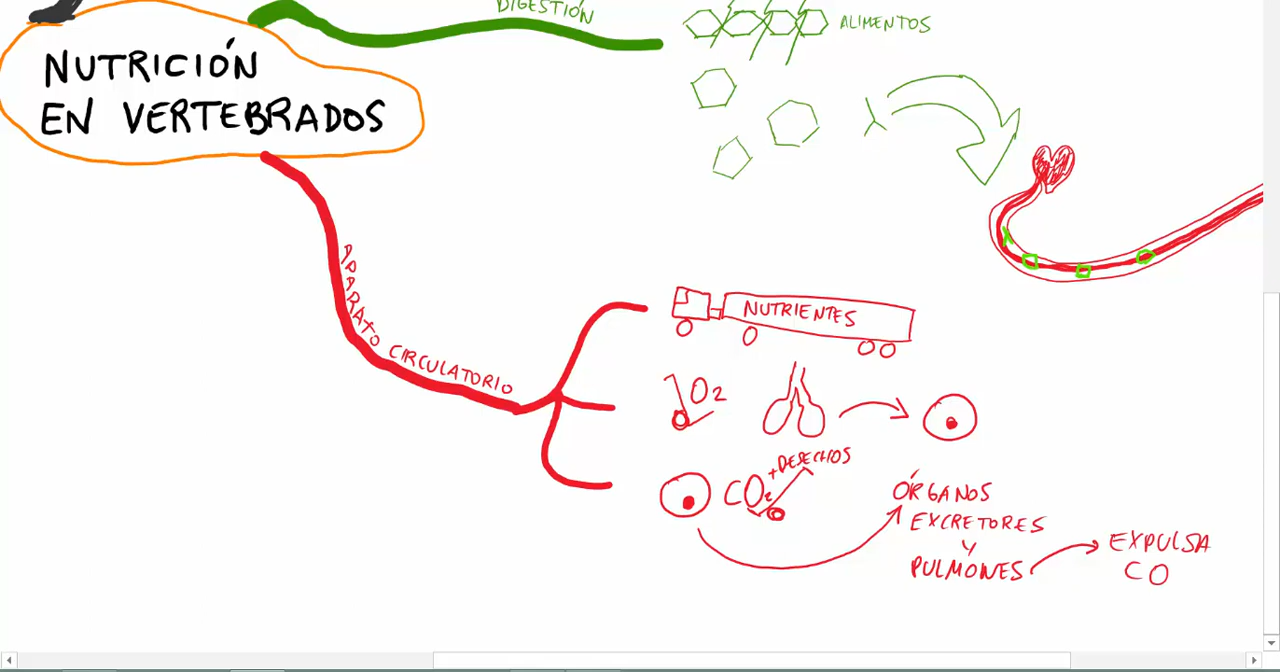 DIGESTIÓN
ALIMENTOS
NUTRICIÓN
EN VERTEBRADOS
APARATO CIRCULATORIO
NUTRIENTES
O2
CO2
+DESECHOS
ÓRGANOS
EXCRETORES
Y
PULMONES
EXPULSA
CO